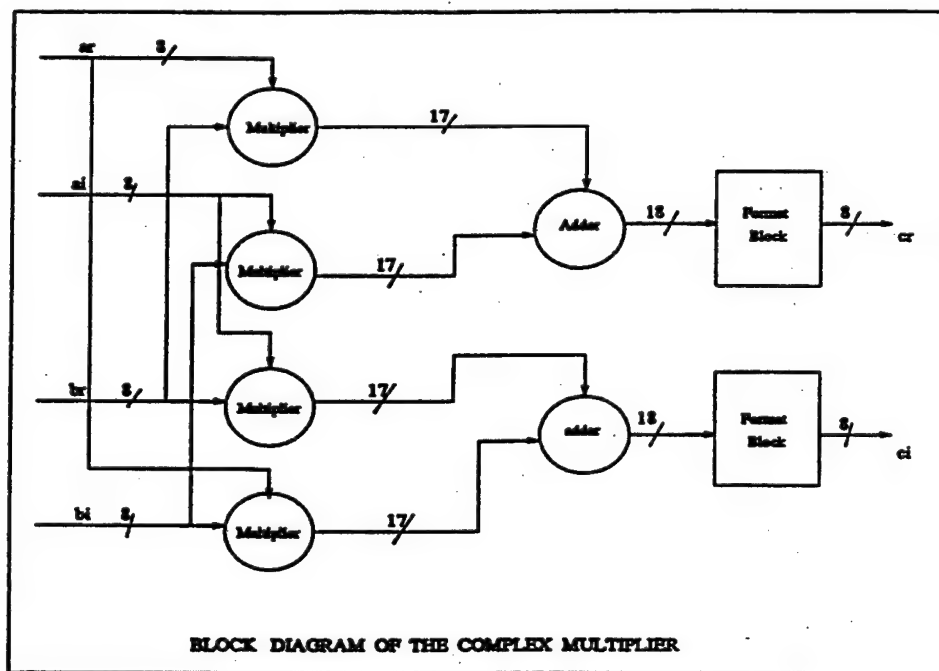 ar 8
Multiplier 17
ai 8
Adder 18 Format Block 8 cr
Multiplier 17
br 8
Multiplier 17
adder 18 Format Block 8 ci
bi 8
Multiplier 17
BLOCK DIAGRAM OF THE COMPLEX MULTIPLIER